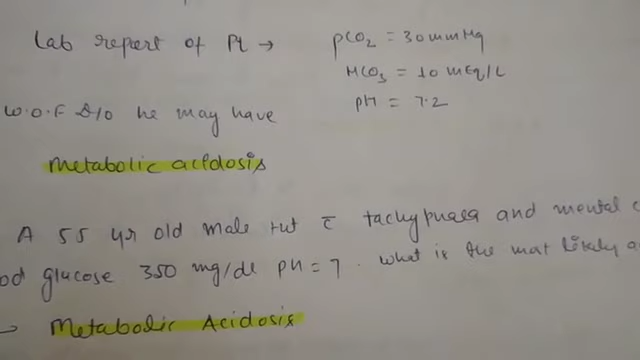 Lab report of Pt → pCO2 = 30 mmHg
HCO3 = 10 mEq/L
pH = 7.2
W.O.F D/o he may have
Metabolic acidosis
A 55 yr old male pt c̄ tachypnea and mental
glucose 350 mg/dl pH = 7. what is the most likely
→ Metabolic Acidosis